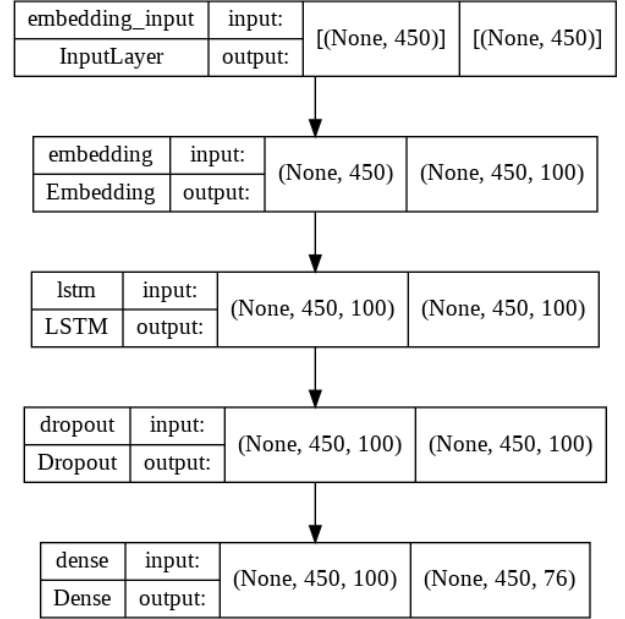 embedding_input input: [(None, 450)] [(None, 450)]
InputLayer output:
embedding input: (None, 450) (None, 450, 100)
Embedding output:
lstm input: (None, 450, 100) (None, 450, 100)
LSTM output:
dropout input: (None, 450, 100) (None, 450, 100)
Dropout output:
dense input: (None, 450, 100) (None, 450, 76)
Dense output: